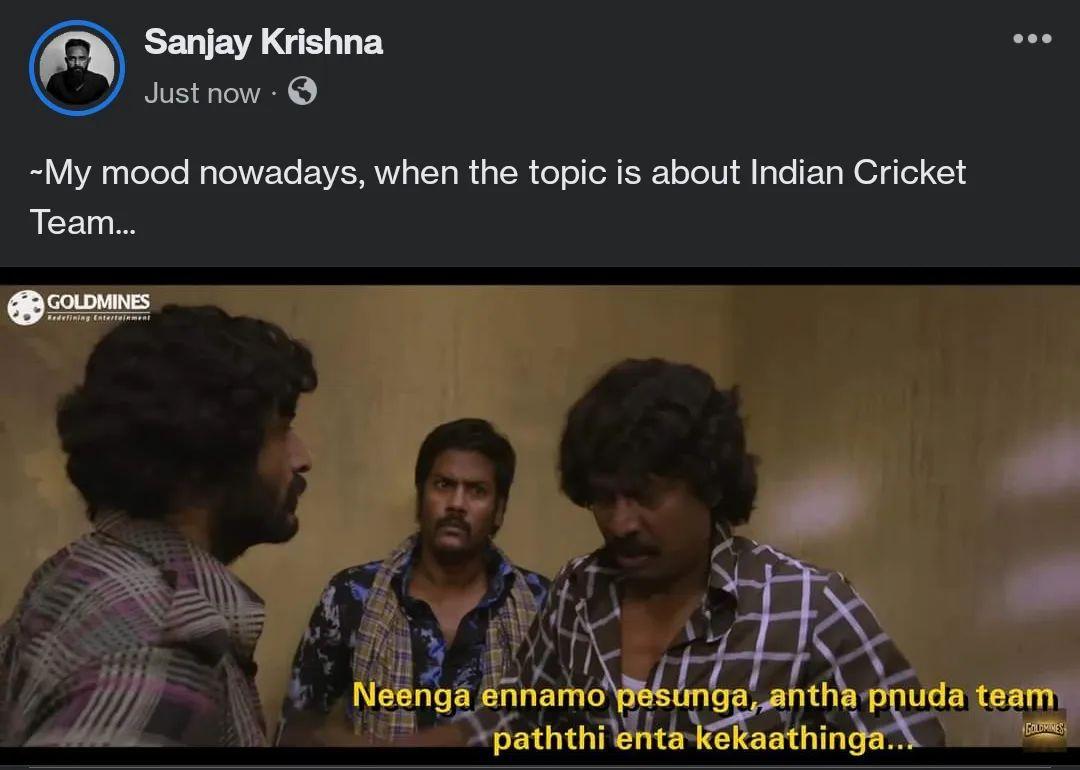 Sanjay Krishna
Just now ·
~My mood nowadays, when the topic is about Indian Cricket
Team...
GOLDMINES
Redefining Entertainment
Neenga ennamo pesunga, antha pnuda team
paththi enta kekaathinga...
GOLDMINES